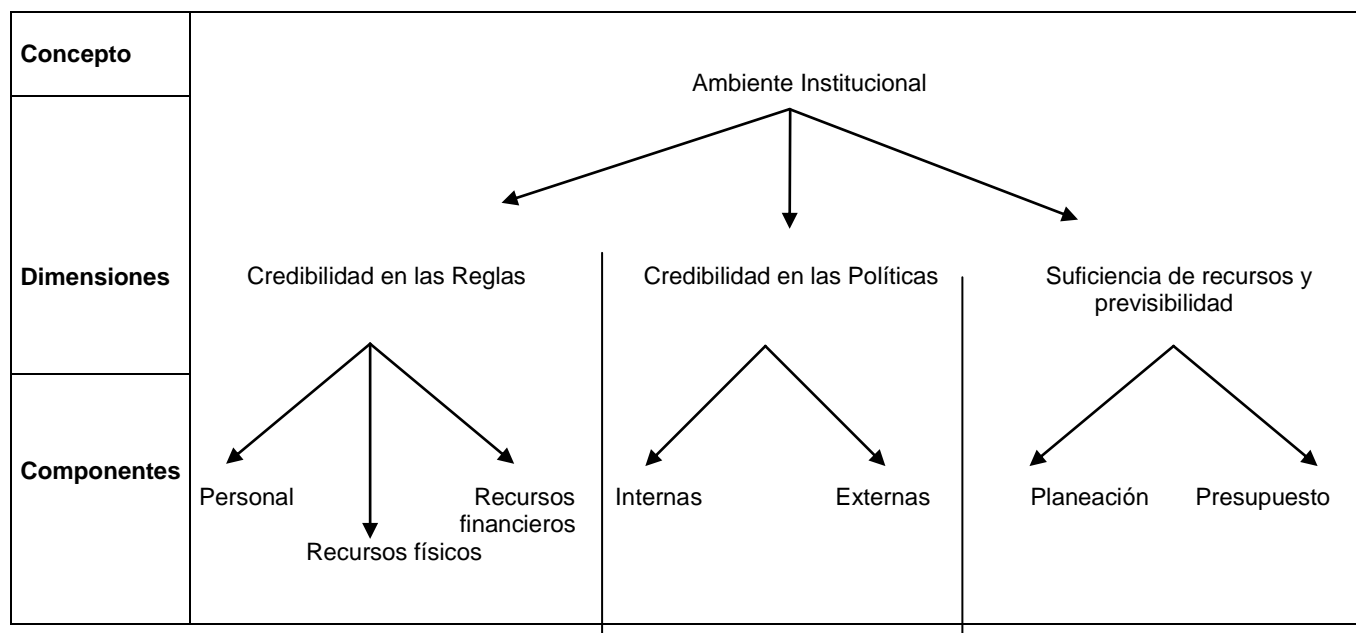 Concepto
Ambiente Institucional
Dimensiones
Credibilidad en las Reglas
Credibilidad en las Políticas
Suficiencia de recursos y
previsibilidad
Componentes
Personal
Recursos físicos
Recursos
financieros
Internas
Externas
Planeación
Presupuesto